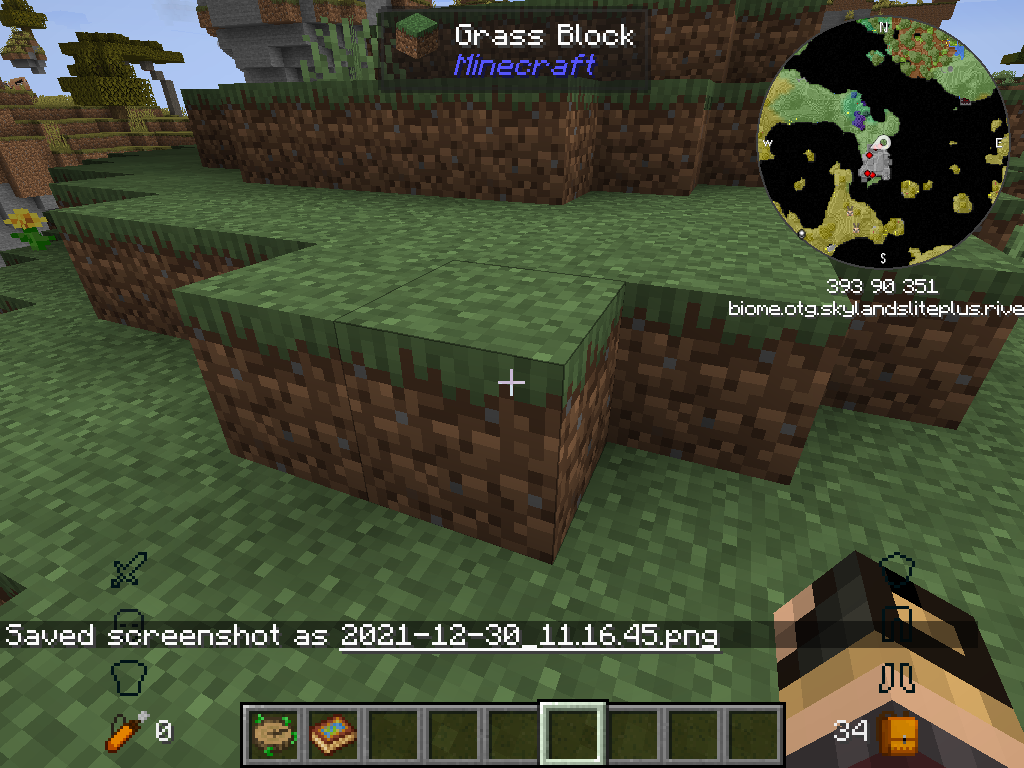 Grass Block
Minecraft
N
W
E
S
393 90 351
biome.otg.skylandsliteplus.rive
Saved screenshot as 2021-12-30_11.16.45.png
0
34